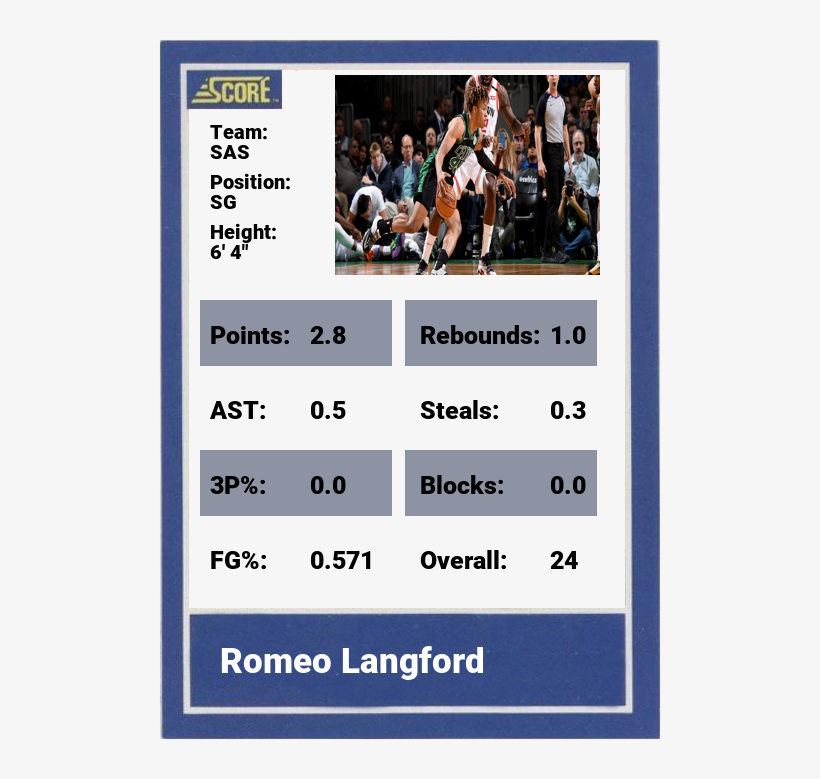 SCORE
Team:
SAS
Position:
SG
Height:
6' 4"
Points: 2.8 Rebounds: 1.0
AST: 0.5 Steals: 0.3
3P%: 0.0 Blocks: 0.0
FG%: 0.571 Overall: 24
Romeo Langford